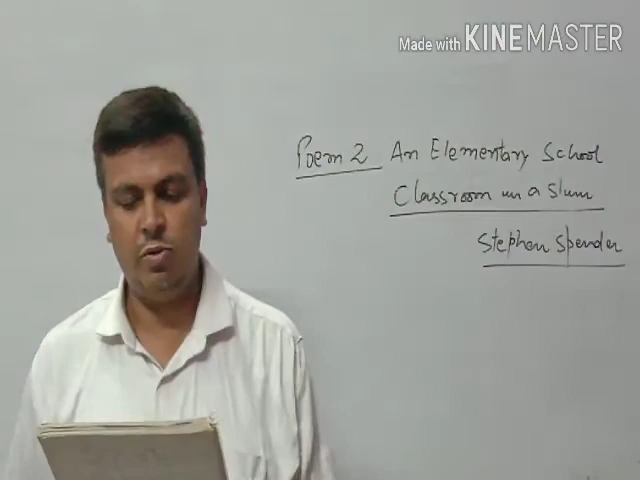 Made with KINEMASTER
Poem 2 An Elementary School
Classroom in a Slum
Stephen Spender